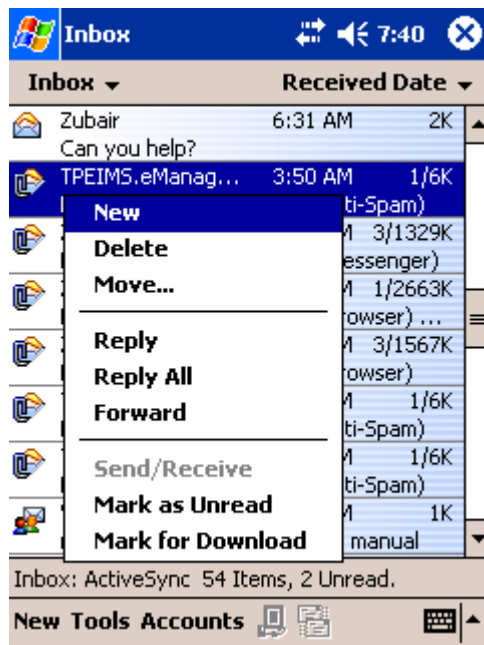 Inbox 7:40
Inbox Received Date
Zubair 6:31 AM 2K
Can you help?
TPEIMS.eManag... 3:50 AM 1/6K
ti-Spam)
New
3/1329K
essenger)
Delete
1/2663K
Move...
rowser) ...
3/1567K
Reply
rowser)
Reply All
1/6K
Forward
ti-Spam)
1/6K
Send/Receive
ti-Spam)
Mark as Unread
1K
Mark for Download
manual
Inbox: ActiveSync 54 Items, 2 Unread.
New Tools Accounts